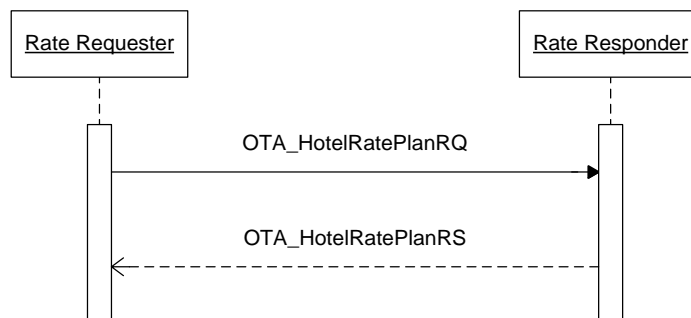 Rate Requester
Rate Responder
OTA_HotelRatePlanRQ
OTA_HotelRatePlanRS